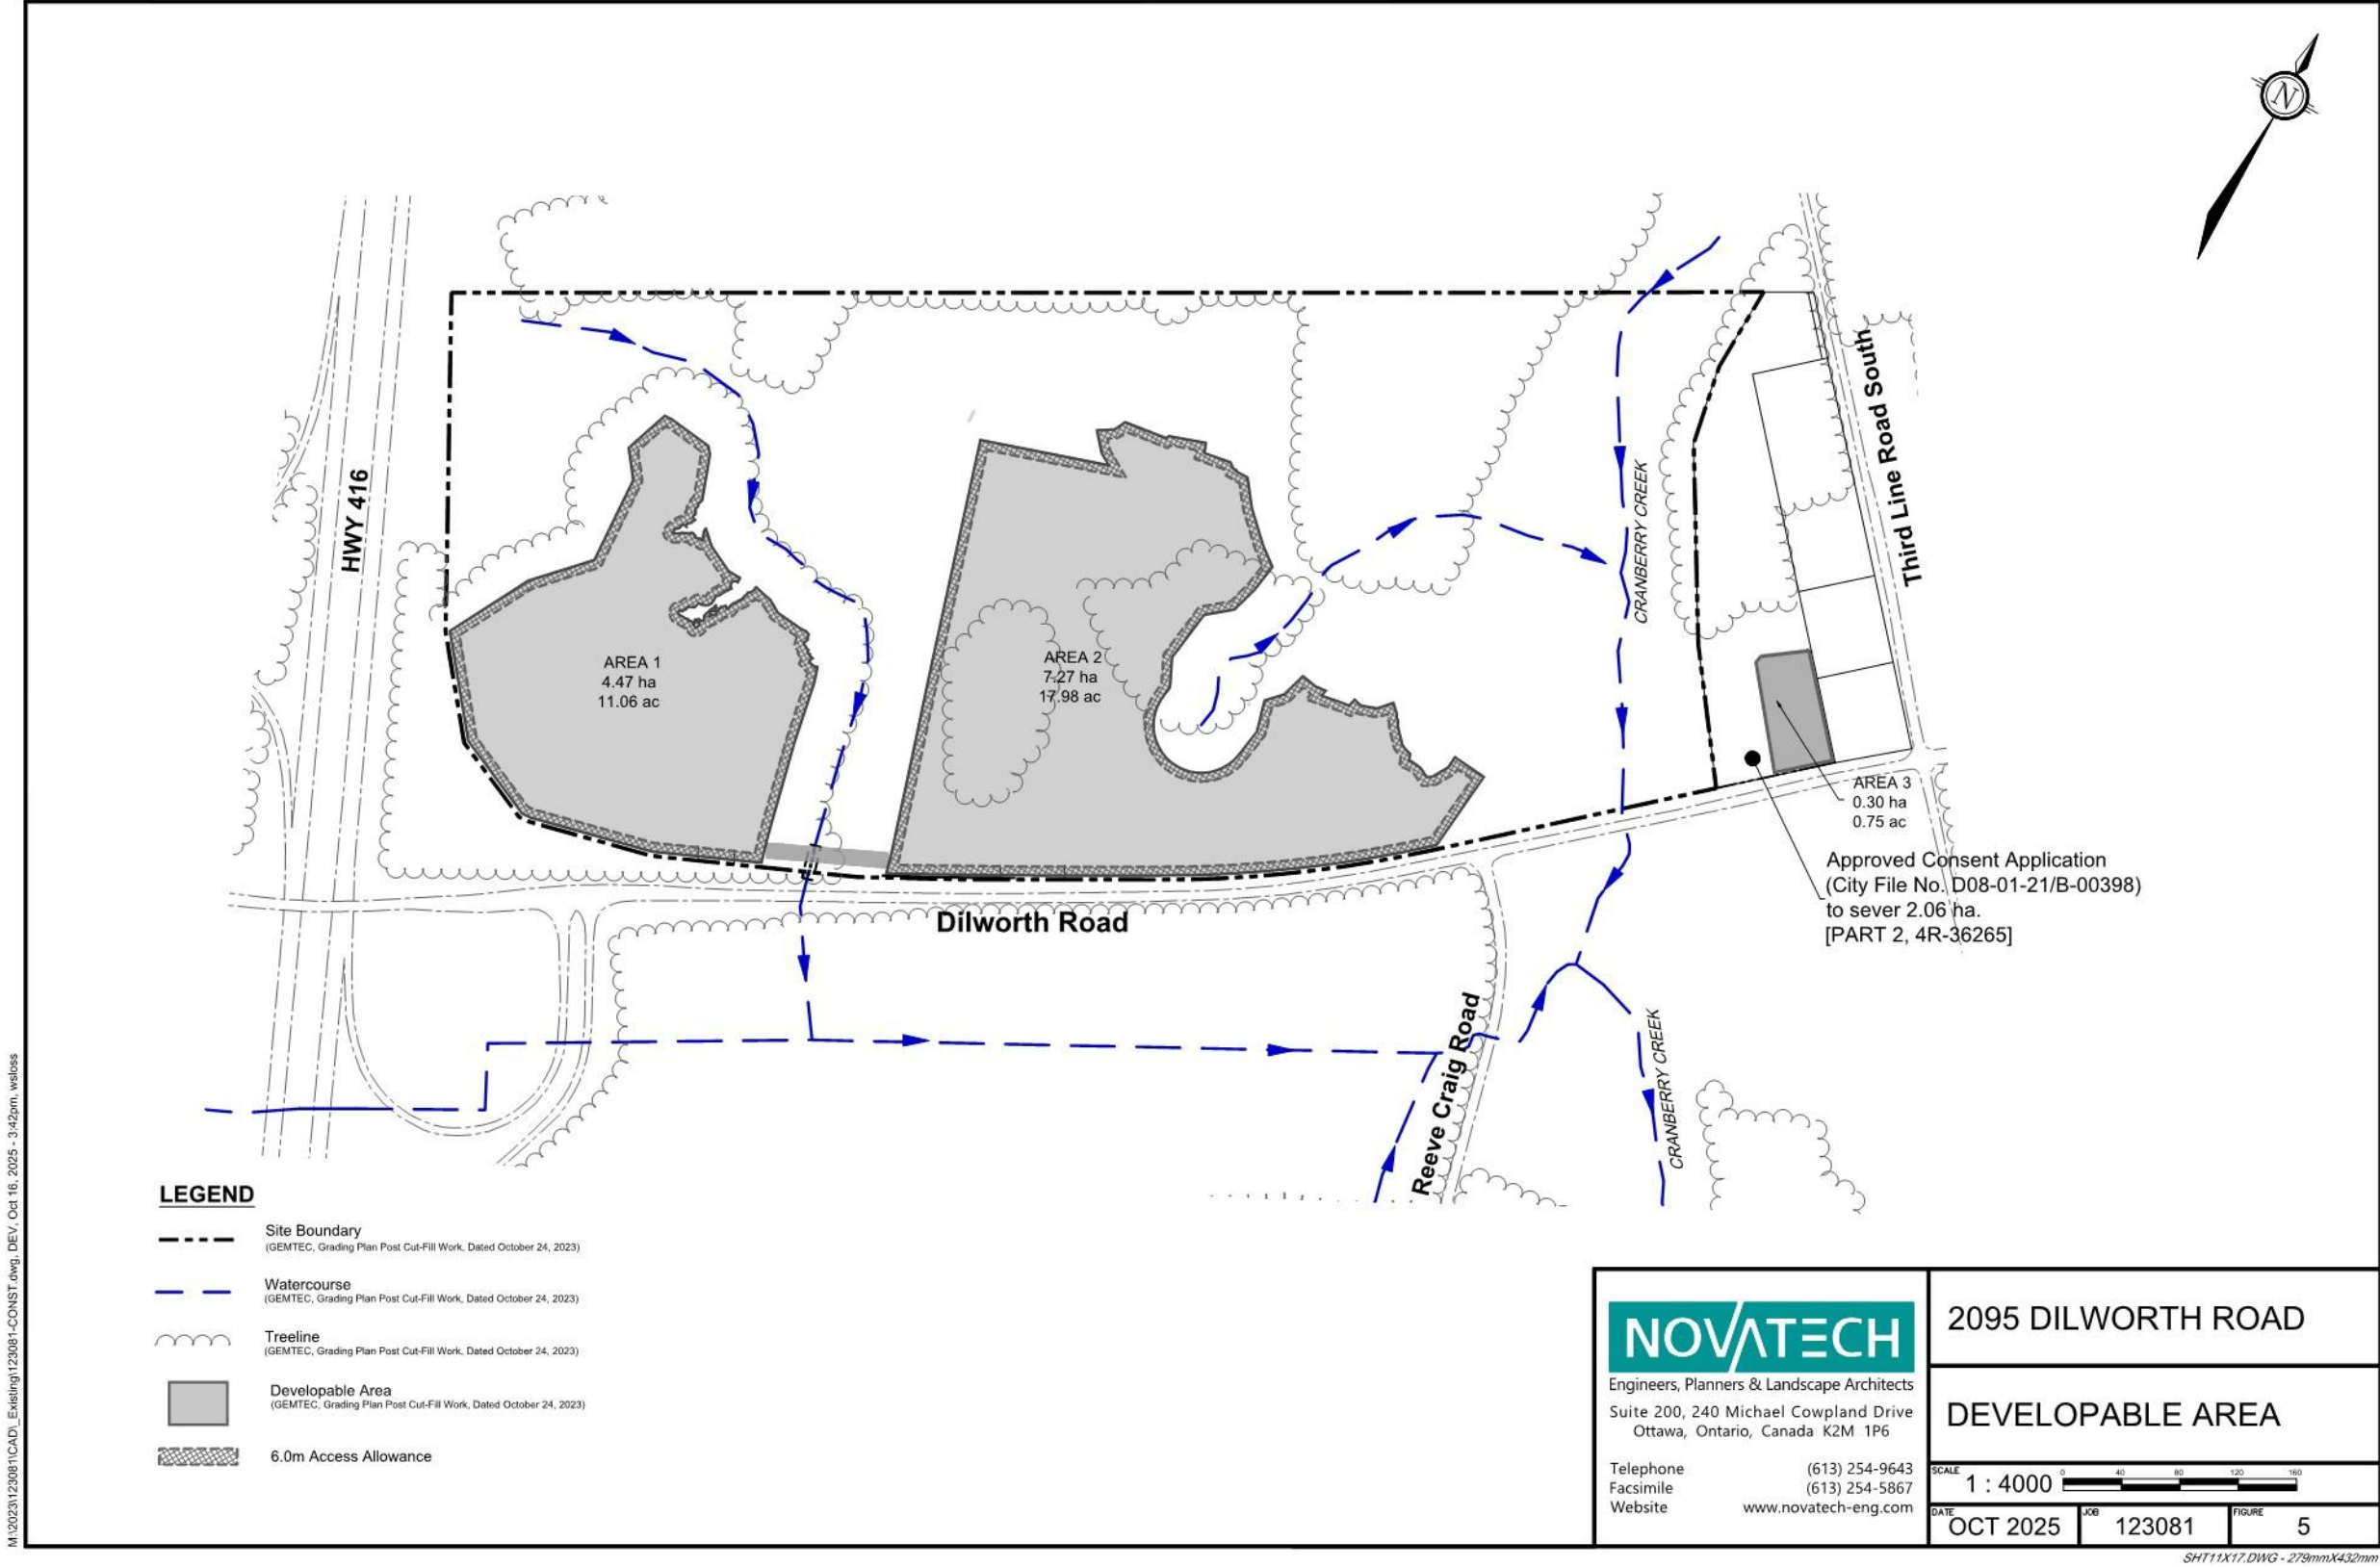 N
HWY 416
CRANBERRY CREEK
Third Line Road South
AREA 1
4.47 ha
11.06 ac
AREA 2
7.27 ha
17.98 ac
AREA 3
0.30 ha
0.75 ac
Approved Consent Application
(City File No. D08-01-21/B-00398)
to sever 2.06 ha.
[PART 2, 4R-36265]
Dilworth Road
Reeve Craig Road
CRANBERRY CREEK
LEGEND
Site Boundary
(GEMTEC, Grading Plan Post Cut-Fill Work, Dated October 24, 2023)
Watercourse
(GEMTEC, Grading Plan Post Cut-Fill Work, Dated October 24, 2023)
Treeline
(GEMTEC, Grading Plan Post Cut-Fill Work, Dated October 24, 2023)
Developable Area
(GEMTEC, Grading Plan Post Cut-Fill Work, Dated October 24, 2023)
6.0m Access Allowance
NOVATECH
Engineers, Planners & Landscape Architects
Suite 200, 240 Michael Cowpland Drive
Ottawa, Ontario, Canada K2M 1P6
Telephone (613) 254-9643
Facsimile (613) 254-5867
Website www.novatech-eng.com
2095 DILWORTH ROAD
DEVELOPABLE AREA
SCALE
1 : 4000
0 40 80 120 160
DATE OCT 2025
JOB 123081
FIGURE 5
M:\2023\123081\CAD\_Existing\123081-CONST.dwg, DEV, Oct 16, 2025 - 3:42pm, wsloss
SHT11X17.DWG - 279mmX432mm